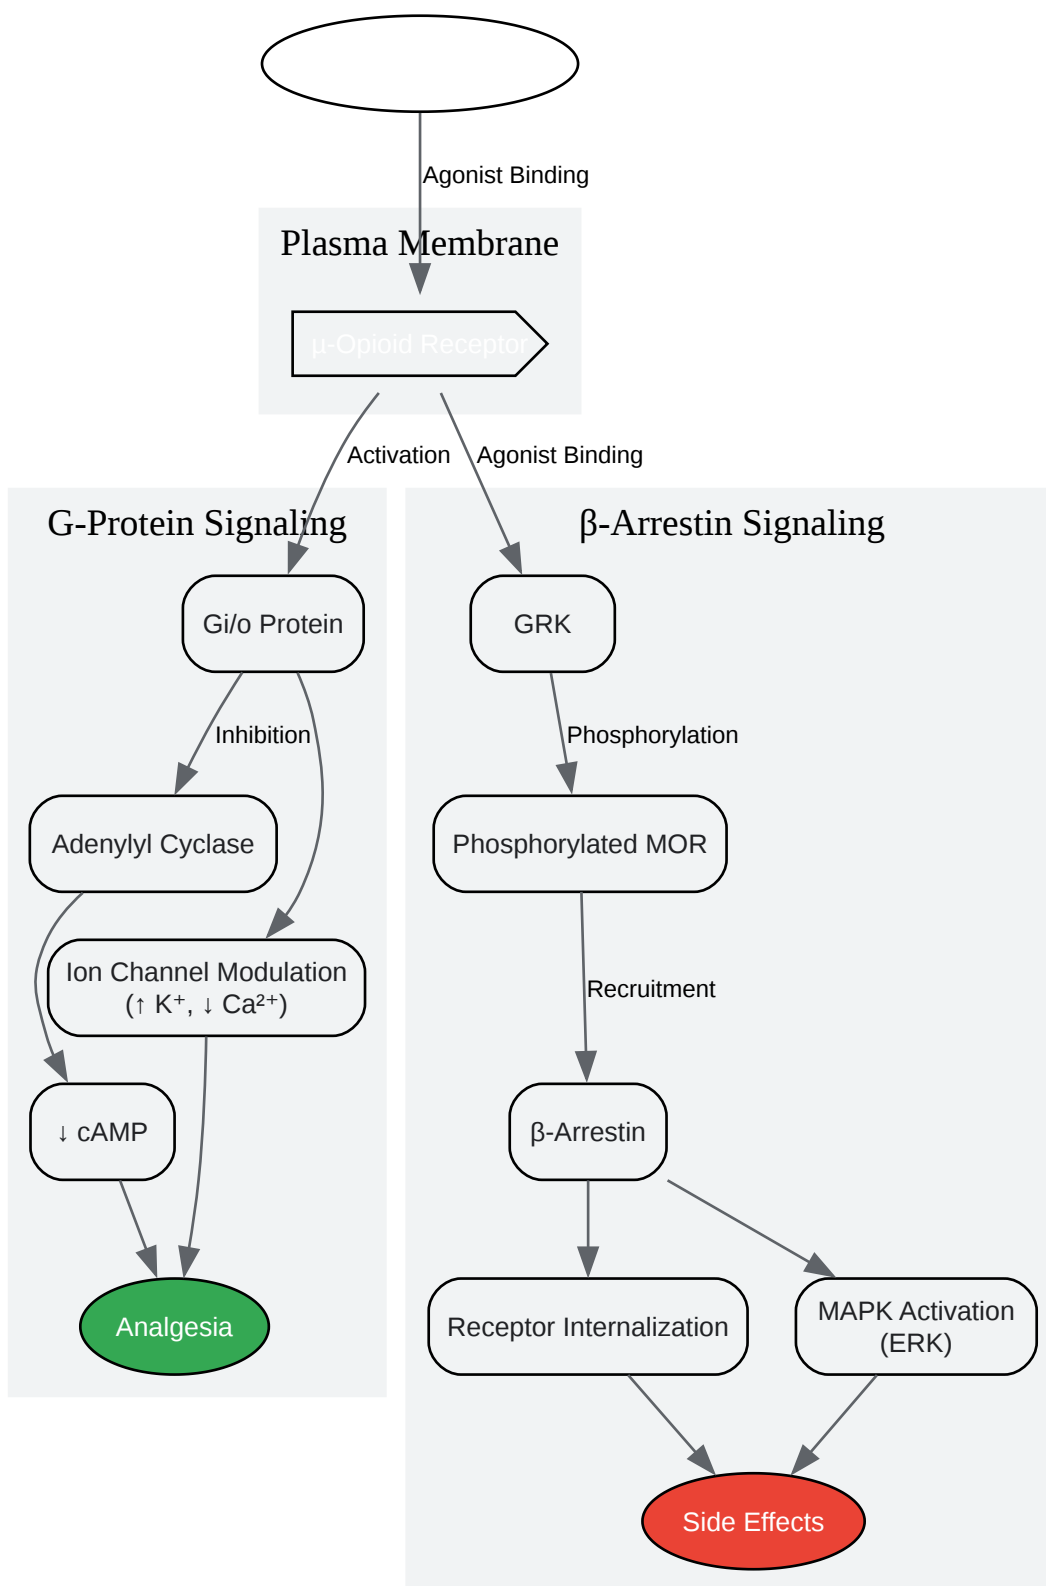 Agonist Binding
Plasma Membrane
µ-Opioid Receptor
Activation
Agonist Binding
G-Protein Signaling
β-Arrestin Signaling
Gi/o Protein
GRK
Inhibition
Phosphorylation
Adenylyl Cyclase
Phosphorylated MOR
Ion Channel Modulation
(↑ K⁺, ↓ Ca²⁺)
Recruitment
↓ cAMP
β-Arrestin
Analgesia
Receptor Internalization
MAPK Activation
(ERK)
Side Effects